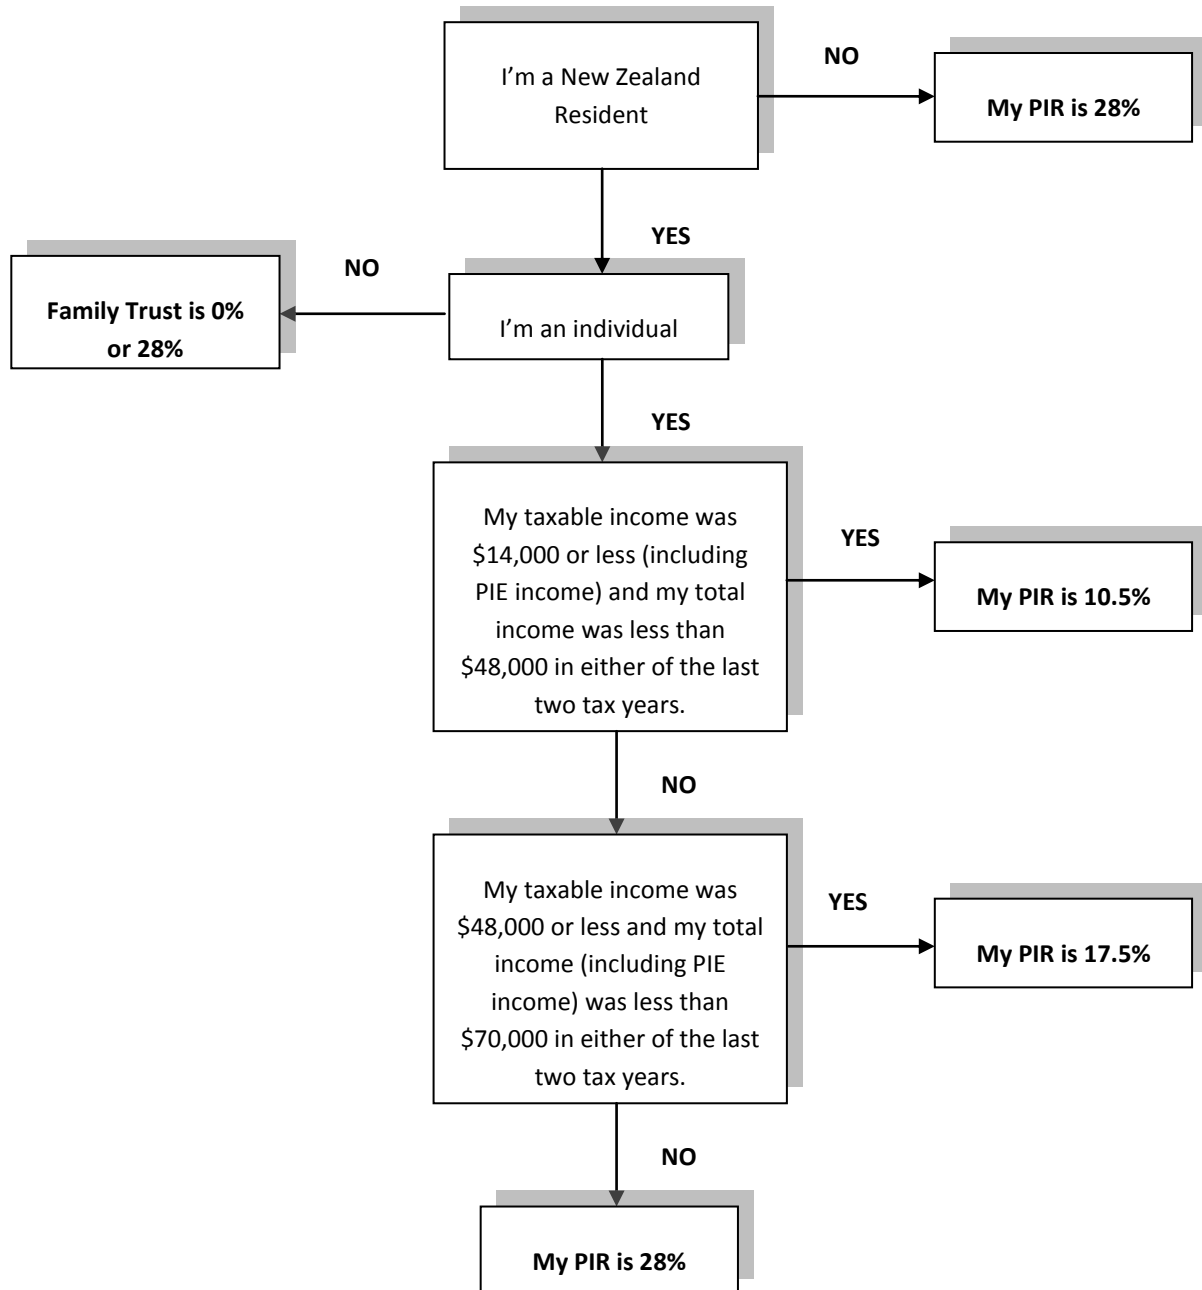 I'm a New Zealand
Resident
NO
My PIR is 28%
YES
NO
Family Trust is 0%
or 28%
I'm an individual
YES
My taxable income was
$14,000 or less (including
PIE income) and my total
income was less than
$48,000 in either of the last
two tax years.
YES
My PIR is 10.5%
NO
My taxable income was
$48,000 or less and my total
income (including PIE
income) was less than
$70,000 in either of the last
two tax years.
YES
My PIR is 17.5%
NO
My PIR is 28%